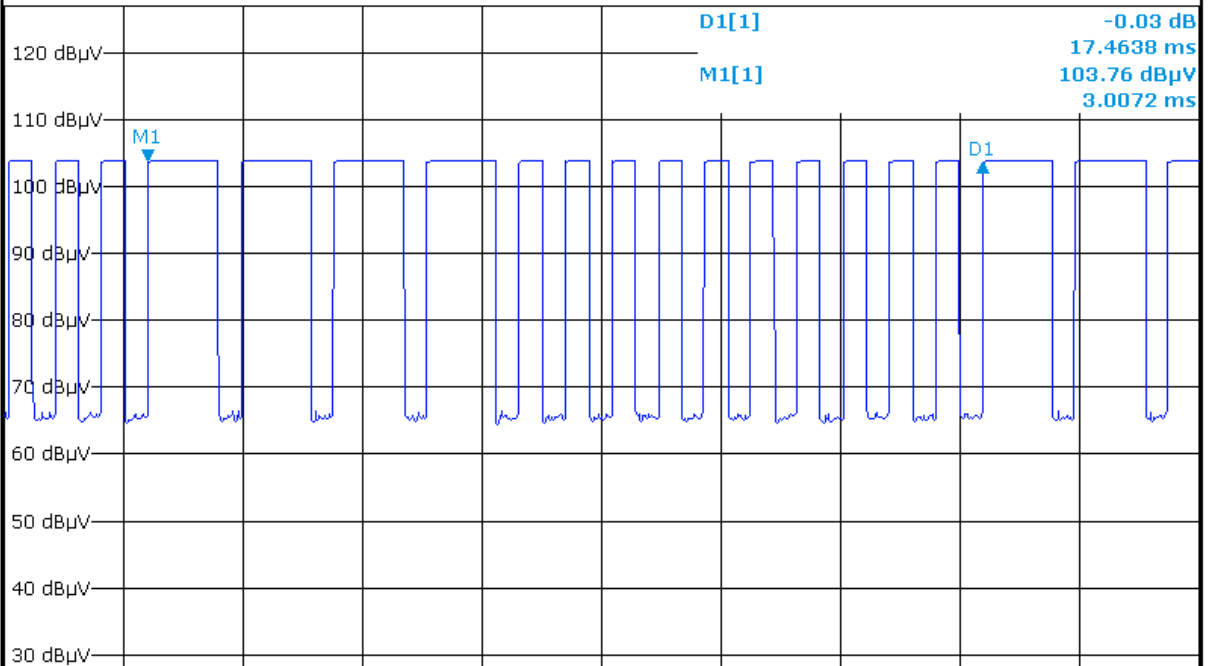 D1[1] -0.03 dB
17.4638 ms
120 dBµV
M1[1] 103.76 dBµV
3.0072 ms
110 dBµV
M1
D1
100 dBµV
90 dBµV
80 dBµV
70 dBµV
60 dBµV
50 dBµV
40 dBµV
30 dBµV